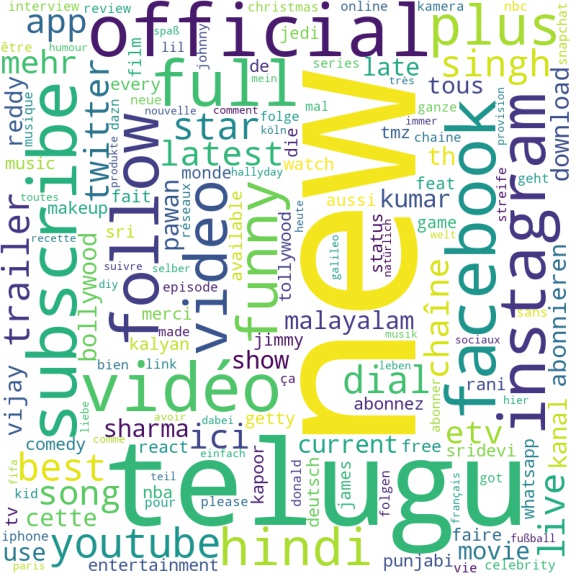 interview
review
christmas
online
kamera
nbc
app
official
plus
snapchat
être
humour
film
spaß
lil
johnny
jedi
series
très
mehr
every
full
de
mein
late
tous
singh
reddy
musique
twitter
neue
dazn
produkte
nouvelle
comment
immer
ganze
provision
download
subscribe
follow
star
folge
mal
tmz
chaine
music
latest
köln
die
watch
th
feat
geht
toutes
makeup
fait
pawan
réseaux
monde
hallyday
aussi
kumar
game
streife
instagram
trailer
recette
sri
video
funny
available
tollywood
heute
new
galileo
status
natürlich
facebook
welt
suivre
selber
bollywood
diy
episode
merci
made
jimmy
malayalam
musik
chaîne
sans
abonnieren
vijay
kalyan
bien
link
show
ça
leben
sociaux
rani
hier
vidéo
getty
dial
abonnez
abonner
kanal
liebe
avoir
sharma
ici
current
etv
comedy
comme
dabei
react
einfach
kapoor
donald
deutsch
free
sridevi
whatsapp
live
fifa
best
telugu
kid
song
teil
nba
pour
please
james
folgen
français
got
tv
cette
iphone
use
youtube
hindi
faire
movie
fußball
paris
entertainment
punjabi
vie
celebrity